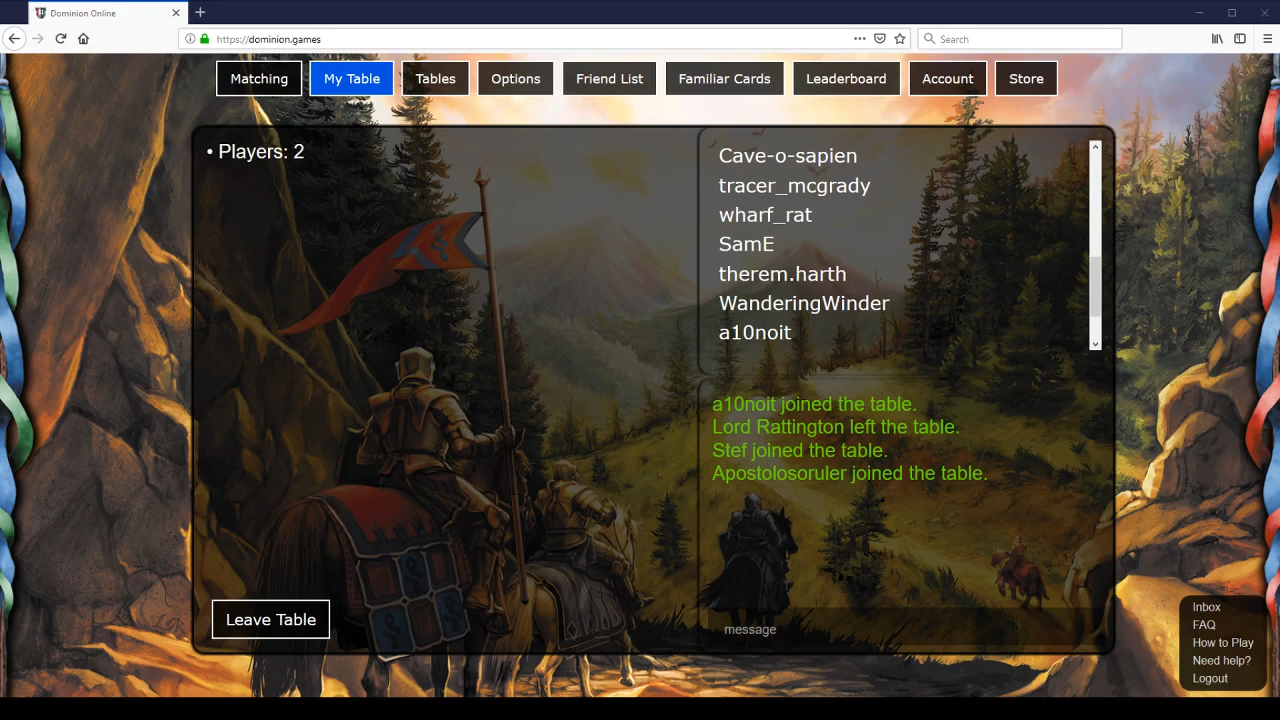 Dominion Online
https://dominion.games
Search
Matching
My Table
Tables
Options
Friend List
Familiar Cards
Leaderboard
Account
Store
• Players: 2
Cave-o-sapien
tracer_mcgrady
wharf_rat
SamE
therem.harth
WanderingWinder
a10noit
a10noit joined the table.
Lord Rattington left the table.
Stef joined the table.
Apostolosoruler joined the table.
Leave Table
message
Inbox
FAQ
How to Play
Need help?
Logout